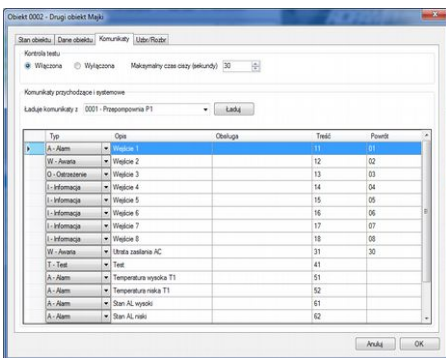 Obiekt 0002 - Drugi obiekt Majki
Stan obiektu Dane obiektu Komunikaty Uzbr/Rozbr
Kontrola testu
Włączona Wyłączona Maksymalny czas ciszy (sekundy) 30
Komunikaty przychodzące i systemowe
Ładuje komunikaty z 0001 - Przepompownia P1 Ładuj
Typ Opis Obsługa Treść Powrót
A - Alarm Wejście 1 11 01
W - Awaria Wejście 2 12 02
O - Ostrzeżenie Wejście 3 13 03
I - Informacja Wejście 4 14 04
I - Informacja Wejście 5 15 05
I - Informacja Wejście 6 16 06
I - Informacja Wejście 7 17 07
I - Informacja Wejście 8 18 08
W - Awaria Utrata zasilania AC 31 30
T - Test Test 41
A - Alarm Temperatura wysoka T1 51
A - Alarm Temperatura niska T1 52
A - Alarm Stan AL wysoki 61
A - Alarm Stan AL niski 62
Anuluj OK